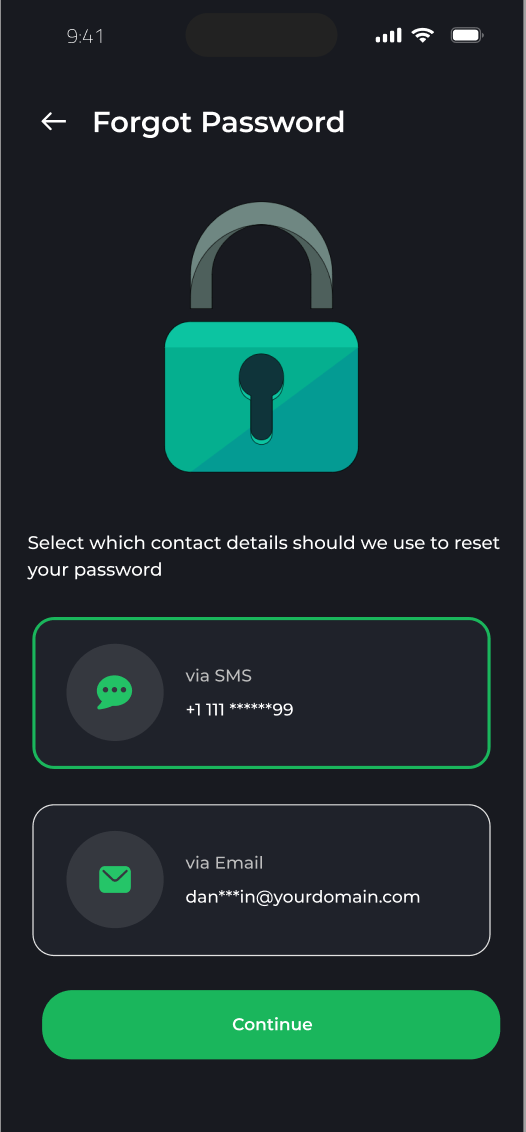 9:41
Forgot Password
Select which contact details should we use to reset
your password
via SMS
+1 111 ******99
via Email
dan***in@yourdomain.com
Continue